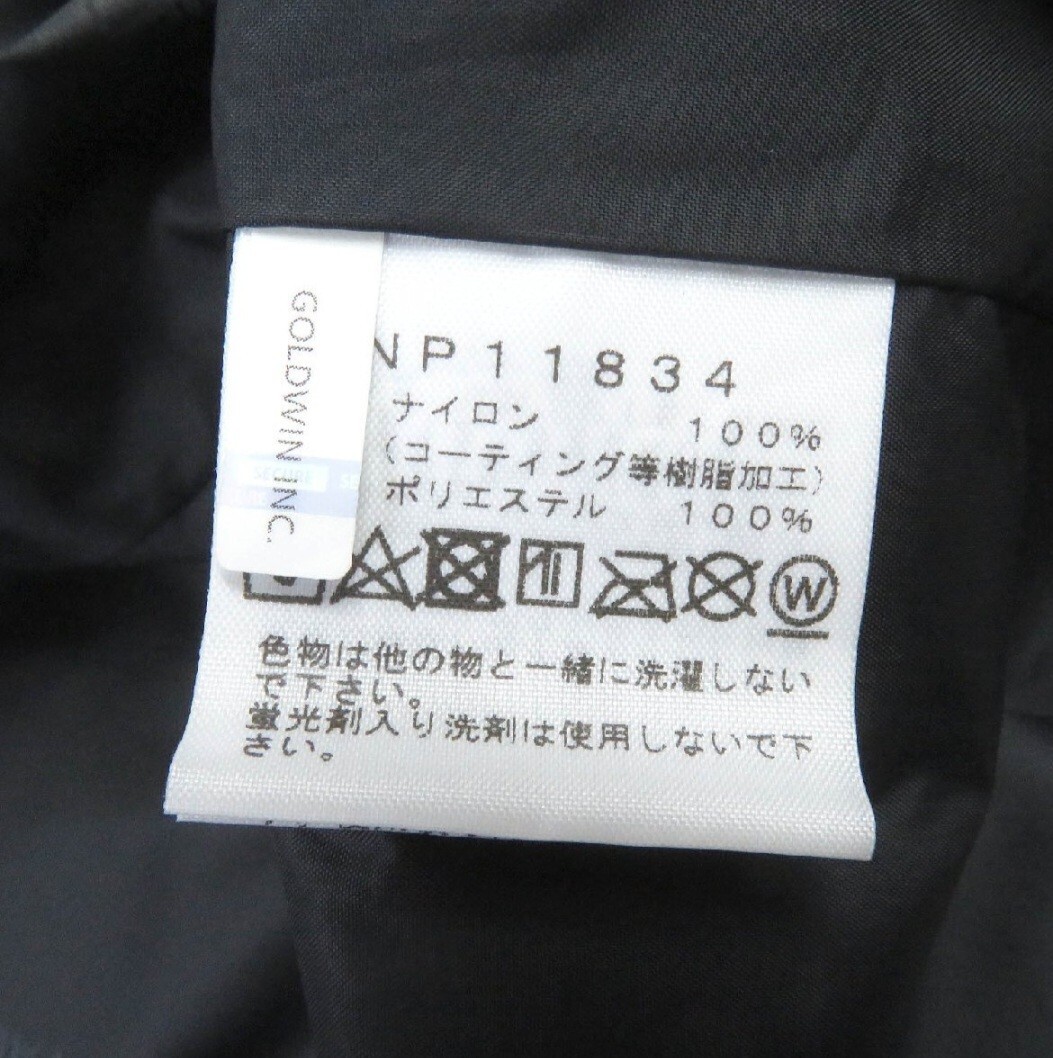 GOLDWIN INC.
NP11834
ナイロン 100%
(コーティング等樹脂加工)
ポリエステル 100%
W
色物は他の物と一緒に洗濯しない
で下さい。
蛍光剤入り洗剤は使用しないで下
さい。